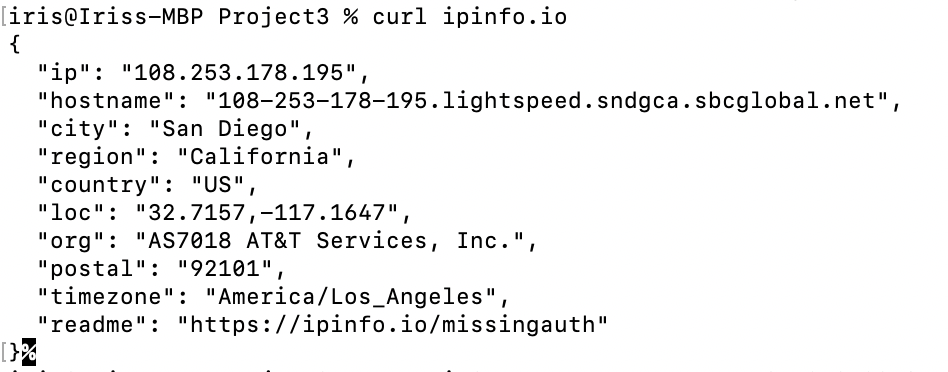 [iris@Iriss-MBP Project3 % curl ipinfo.io
{
  "ip": "108.253.178.195",
  "hostname": "108-253-178-195.lightspeed.sndgca.sbcglobal.net",
  "city": "San Diego",
  "region": "California",
  "country": "US",
  "loc": "32.7157,-117.1647",
  "org": "AS7018 AT&T Services, Inc.",
  "postal": "92101",
  "timezone": "America/Los_Angeles",
  "readme": "https://ipinfo.io/missingauth"
[}%